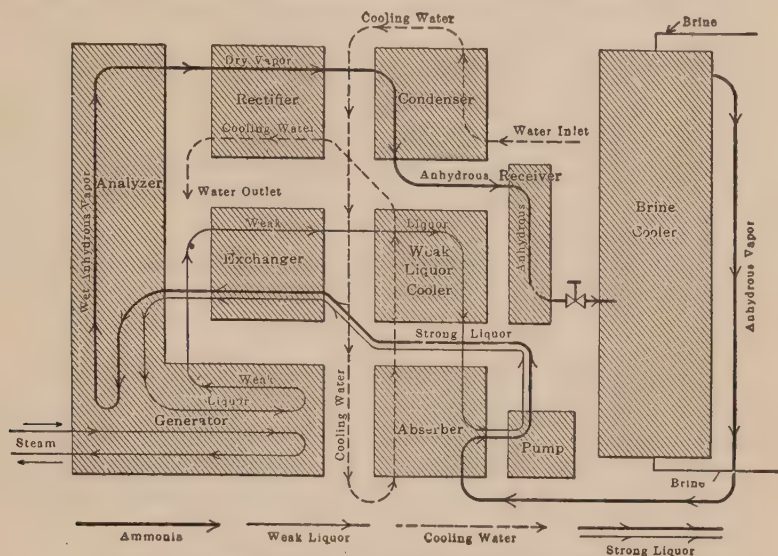 Cooling Water
Brine
Dry Vapor
Rectifier
Condenser
Cooling Water
Water Inlet
Analyzer
Water Outlet
Anhydrous
Receiver
Wet Anhydrous Vapor
Weak
Liquor
Exchanger
Weak
Liquor
Cooler
Anhydrous
Brine
Cooler
Anhydrous Vapor
Strong Liquor
Weak
Liquor
Generator
Cooling Water
Absorber
Pump
Steam
Brine
Ammonia
Weak Liquor
Cooling Water
Strong Liquor